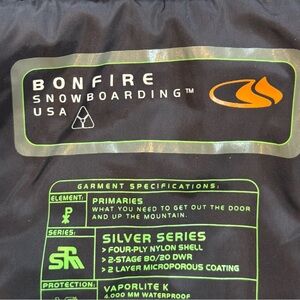 BONFIRE
SNOWBOARDING™
USA
GARMENT SPECIFICATIONS:
ELEMENT:
PRIMARIES
WHAT YOU NEED TO GET OUT THE DOOR
AND UP THE MOUNTAIN.
SERIES:
SILVER SERIES
> FOUR-PLY NYLON SHELL
> 2-STAGE 80/20 DWR
> 2 LAYER MICROPOROUS COATING
PROTECTION:
VAPORLITE K
4,000 MM WATERPROOF